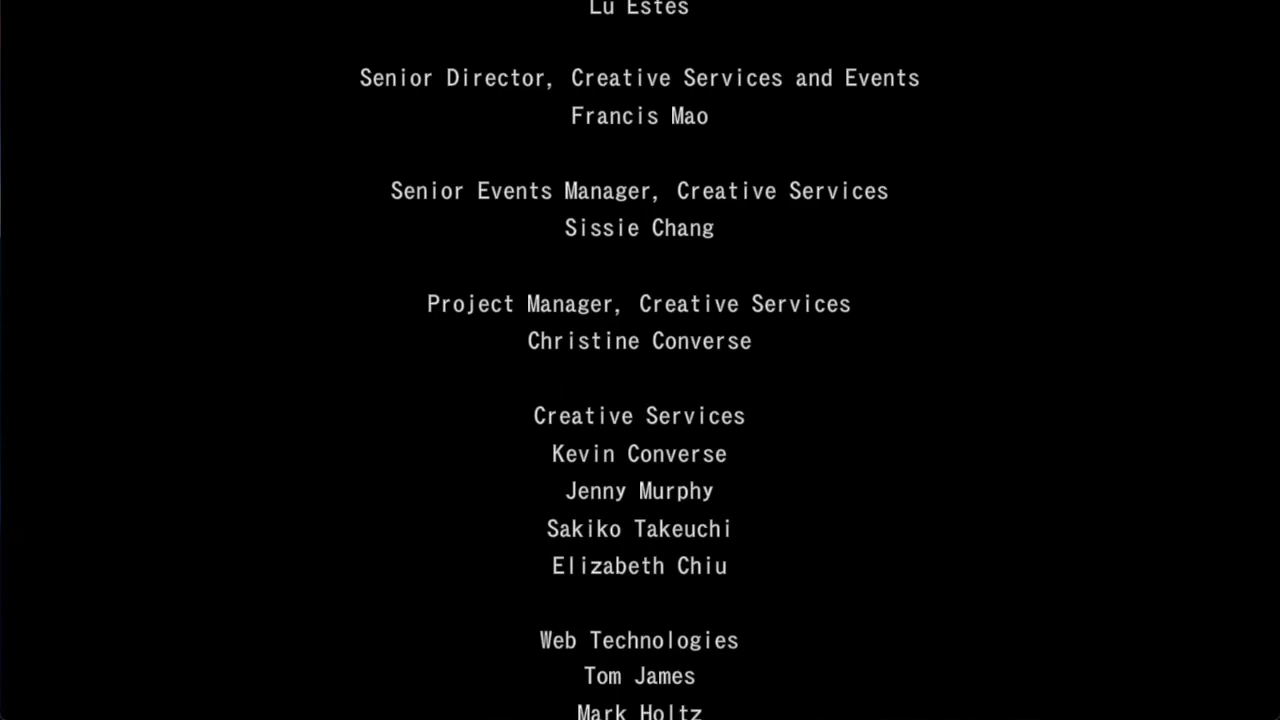 Lu Estes
Senior Director, Creative Services and Events
Francis Mao
Senior Events Manager, Creative Services
Sissie Chang
Project Manager, Creative Services
Christine Converse
Creative Services
Kevin Converse
Jenny Murphy
Sakiko Takeuchi
Elizabeth Chiu
Web Technologies
Tom James
Mark Holtz